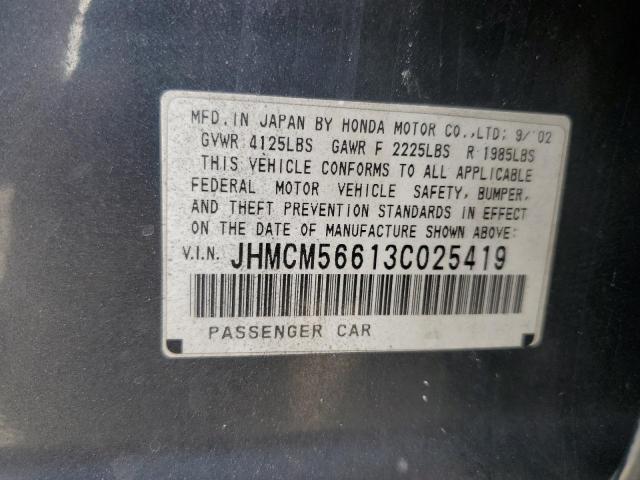 MFD. IN JAPAN BY HONDA MOTOR CO.,LTD: 9/'02
GVWR 4125LBS GAWR F 2225LBS R 1985LBS
THIS VEHICLE CONFORMS TO ALL APPLICABLE
FEDERAL MOTOR VEHICLE SAFETY, BUMPER,
AND THEFT PREVENTION STANDARDS IN EFFECT
ON THE DATE OF MANUFACTURE SHOWN ABOVE:
V.I.N. JHMCM56613C025419
PASSENGER CAR